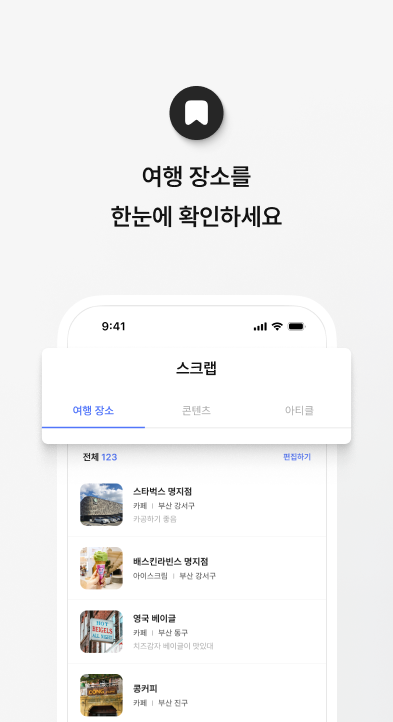 여행 장소를
한눈에 확인하세요
9:41
스크랩
여행 장소 콘텐츠 아티클
전체 123 편집하기
스타벅스 명지점
카페 | 부산 강서구
카공하기 좋음
배스킨라빈스 명지점
아이스크림 | 부산 강서구
영국 베이글
카페 | 부산 동구
치즈감자 베이글이 맛있대
콩커피
카페 | 부산 진구